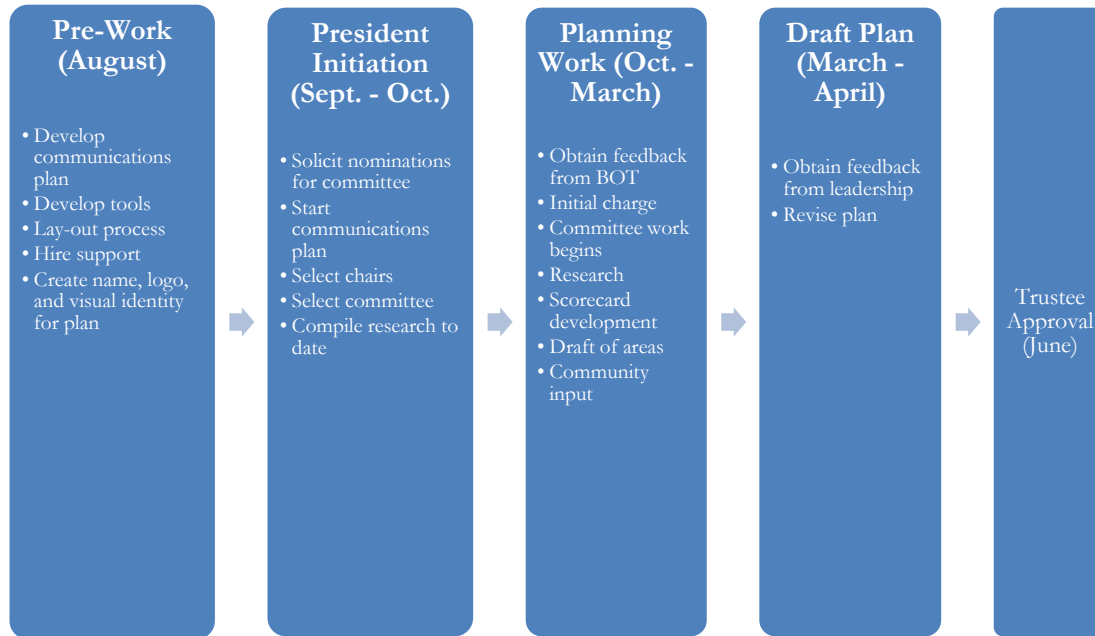 Pre-Work
(August)
• Develop
communications
plan
• Develop tools
• Lay-out process
• Hire support
• Create name, logo,
and visual identity
for plan
President
Initiation
(Sept. - Oct.)
• Solicit nominations
for committee
• Start
communications
plan
• Select chairs
• Select committee
• Compile research to
date
Planning
Work (Oct. -
March)
• Obtain feedback
from BOT
• Initial charge
• Committee work
begins
• Research
• Scorecard
development
• Draft of areas
• Community
input
Draft Plan
(March -
April)
• Obtain feedback
from leadership
• Revise plan
Trustee
Approval
(June)